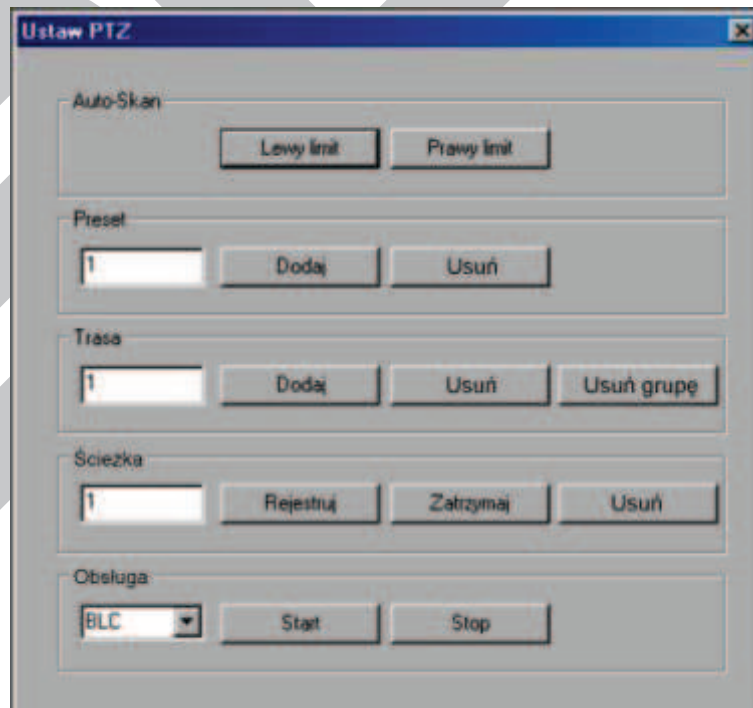 Ustaw PTZ
Auto-Skan
Lewy limit Prawy limit
Preset
1 Dodaj Usuń
Trasa
1 Dodaj Usuń Usuń grupę
Ścieżka
1 Rejestruj Zatrzymaj Usuń
Obsługa
BLC Start Stop